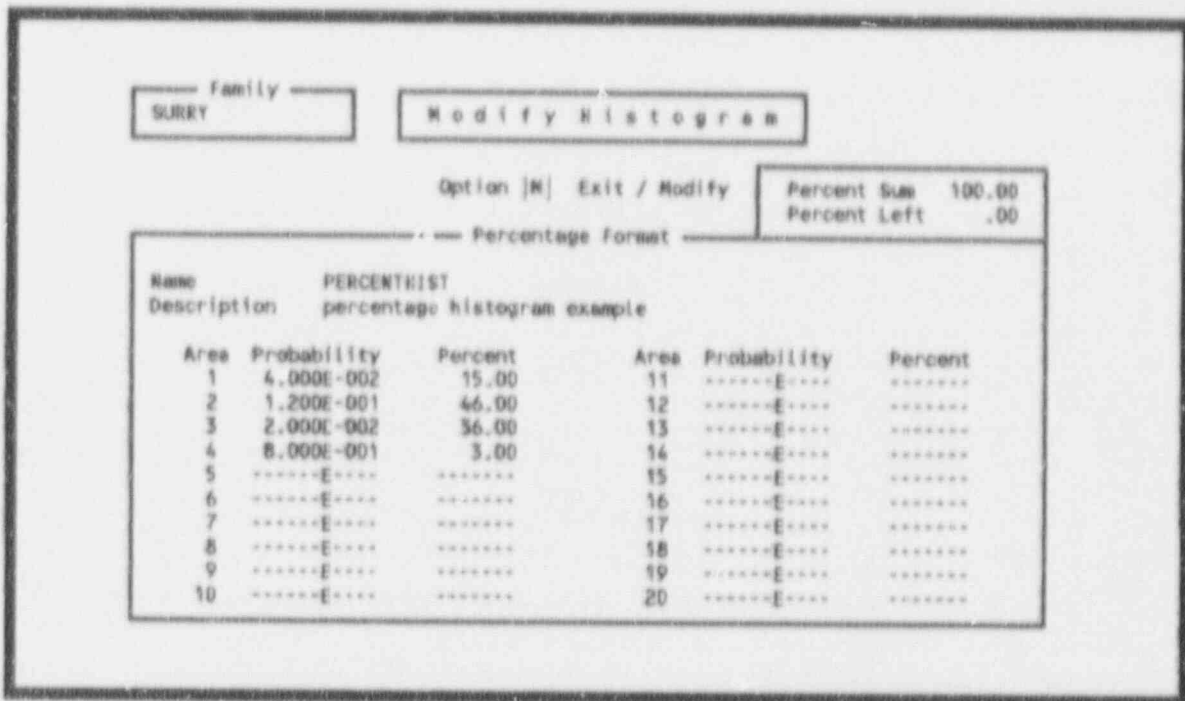 Family
SURRY
Modify Histogram
Option |M| Exit / Modify
Percent Sum 100.00
Percent Left .00
Percentage Format
Name PERCENTHIST
Description percentage histogram example
Area Probability Percent Area Probability Percent
1 4.000E-002 15.00 11 ------E---- -------
2 1.200E-001 46.00 12 ------E---- -------
3 2.000E-002 36.00 13 ------E---- -------
4 8.000E-001 3.00 14 ------E---- -------
5 ------E---- ------- 15 ------E---- -------
6 ------E---- ------- 16 ------E---- -------
7 ------E---- ------- 17 ------E---- -------
8 ------E---- ------- 18 ------E---- -------
9 ------E---- ------- 19 ------E---- -------
10 ------E---- ------- 20 ------E---- -------